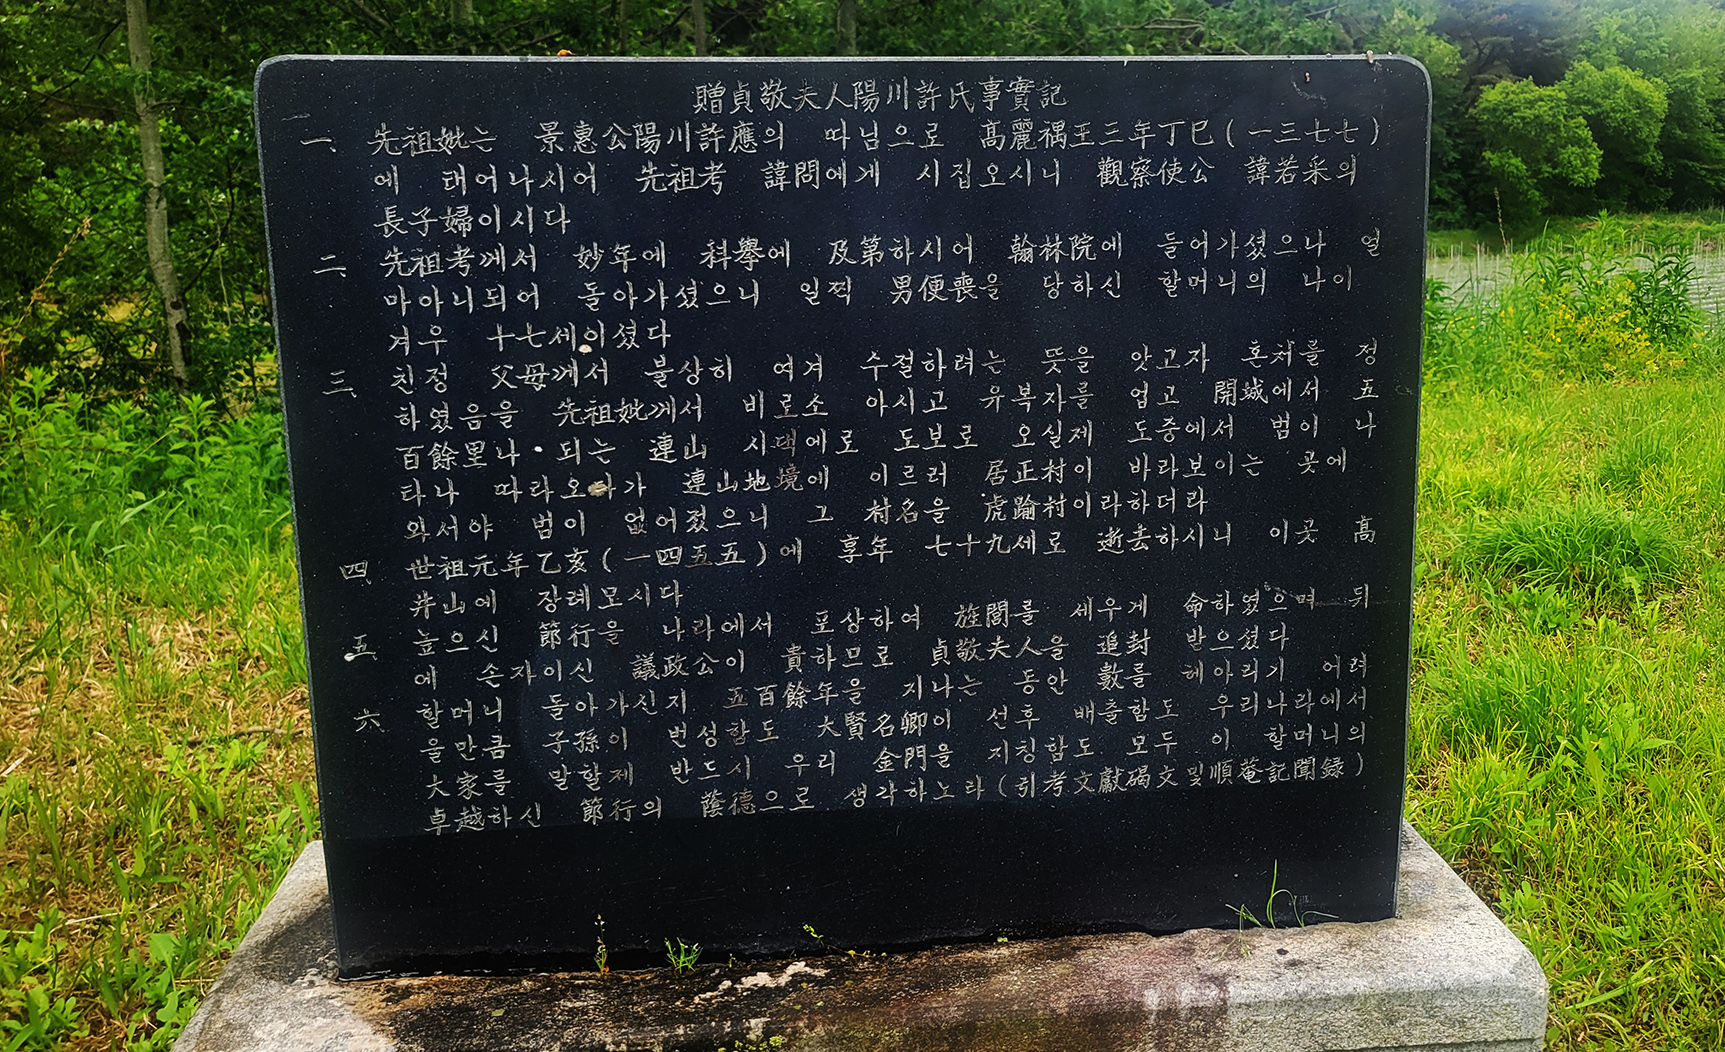 贈貞敬夫人陽川許氏事實記
一、 先祖妣는 景惠公陽川許應의 따님으로 高麗禑王三年丁巳(一三七七)
에 태어나시어 先祖考 諱問에게 시집오시니 觀察使公 諱若采의
長子婦이시다
二、 先祖考께서 妙年에 科擧에 及第하시어 翰林院에 들어가셨으나 얼
마아니되어 돌아가셨으니 일찍 男便喪을 당하신 할머니의 나이
겨우 十七세이셨다
三、 친정 父母께서 불상히 여겨 수절하려는 뜻을 앗고자 혼처를 정
하였음을 先祖妣께서 비로소 아시고 유복자를 업고 開城에서 五
百餘里나 되는 連山 시댁에로 도보로 오실제 도중에서 범이 나
타나 따라오다가 連山地境에 이르러 居正村이 바라보이는 곳에
와서야 범이 없어졌으니 그 村名을 虎踰村이라하더라
四、 世祖元年乙亥(一四五五)에 享年 七十九세로 逝去하시니 이곳 高
井山에 장례모시다
五、 높으신 節行을 나라에서 포상하여 旌閭를 세우게 命하였으며 뒤
에 손자이신 議政公이 貴하므로 貞敬夫人을 追封 받으셨다
六、 할머니 돌아가신지 五百餘年을 지나는 동안 數를 헤아리기 어려
울만큼 子孫이 번성함도 大賢名卿이 선후 배출함도 우리나라에서
大家를 말할제 반드시 우리 金門을 지칭함도 모두 이 할머니의
卓越하신 節行의 蔭德으로 생각하노라(引考文獻碣文및順菴記聞錄)